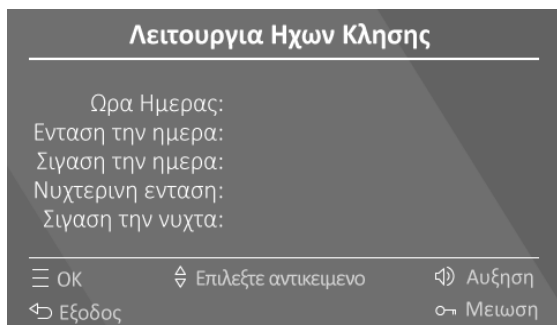 Λειτουργια Ηχων Κλησης
Ωρα Ημερας:
Ενταση την ημερα:
Σιγαση την ημερα:
Νυχτερινη ενταση:
Σιγαση την νυχτα:
ΟΚ Επιλεξτε αντικειμενο Αυξηση
Εξοδος Μειωση